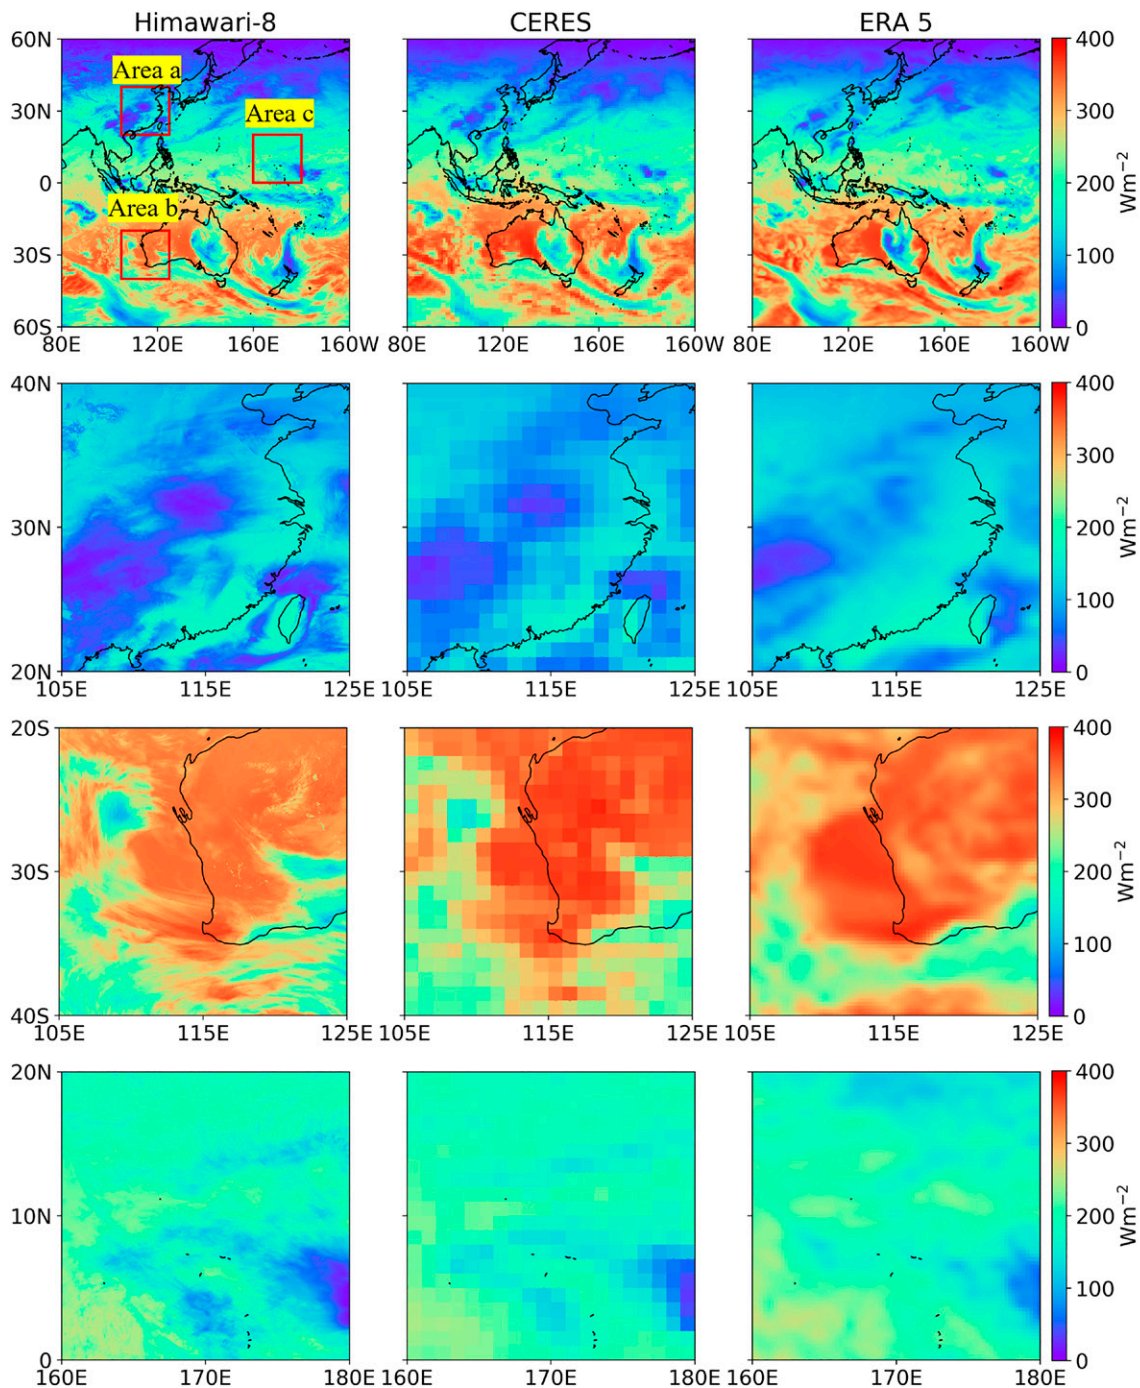 Himawari-8 CERES ERA 5
60N 400
Area a
30N Area c 300
0 200 Wm−2
Area b
30S 100
60S 0
80E 120E 160E 160W 80E 120E 160E 160W 80E 120E 160E 160W
40N 400
300
30N 200 Wm−2
100
20N 0
105E 115E 125E 105E 115E 125E 105E 115E 125E
20S 400
300
30S 200 Wm−2
100
40S 0
105E 115E 125E 105E 115E 125E 105E 115E 125E
20N 400
300
10N 200 Wm−2
100
0 0
160E 170E 180E 160E 170E 180E 160E 170E 180E